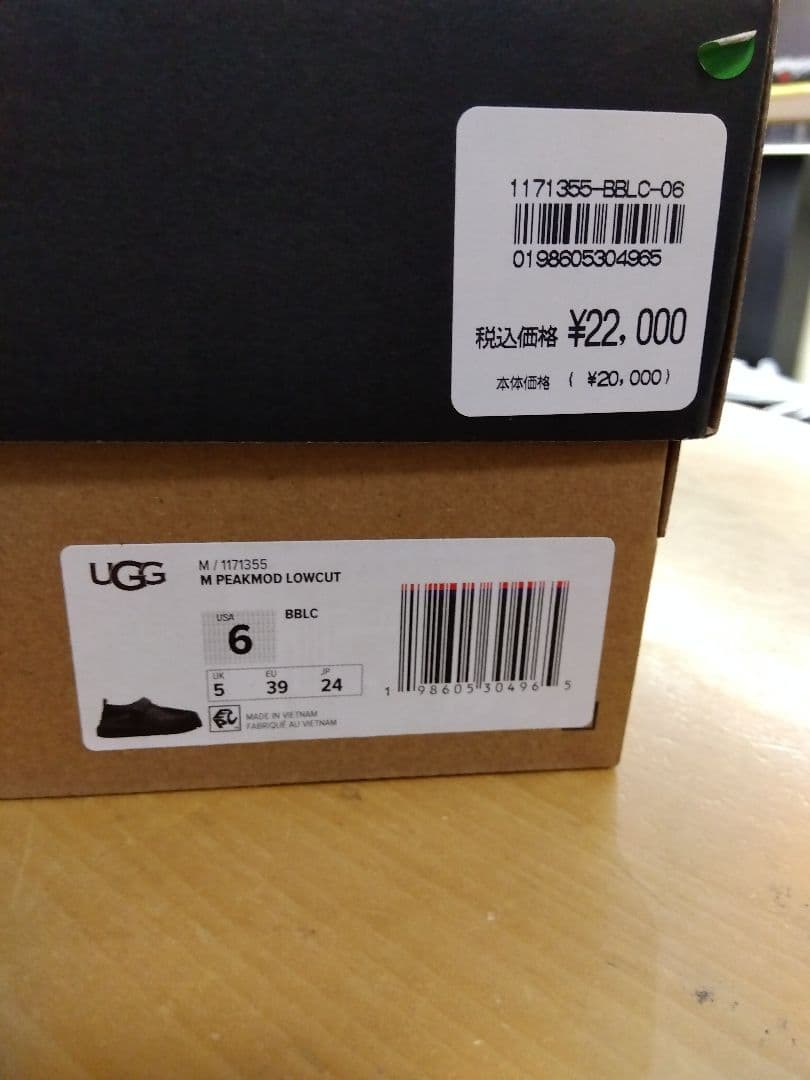 1171355-BBLC-06
0198605304965
税込価格 ¥22,000
本体価格 ( ¥20,000)
UGG
M / 1171355
M PEAKMOD LOWCUT
USA
6
BBLC
UK EU JP
5 39 24
MADE IN VIETNAM
FABRIQUÉ AU VIETNAM
1 98605 30496 5